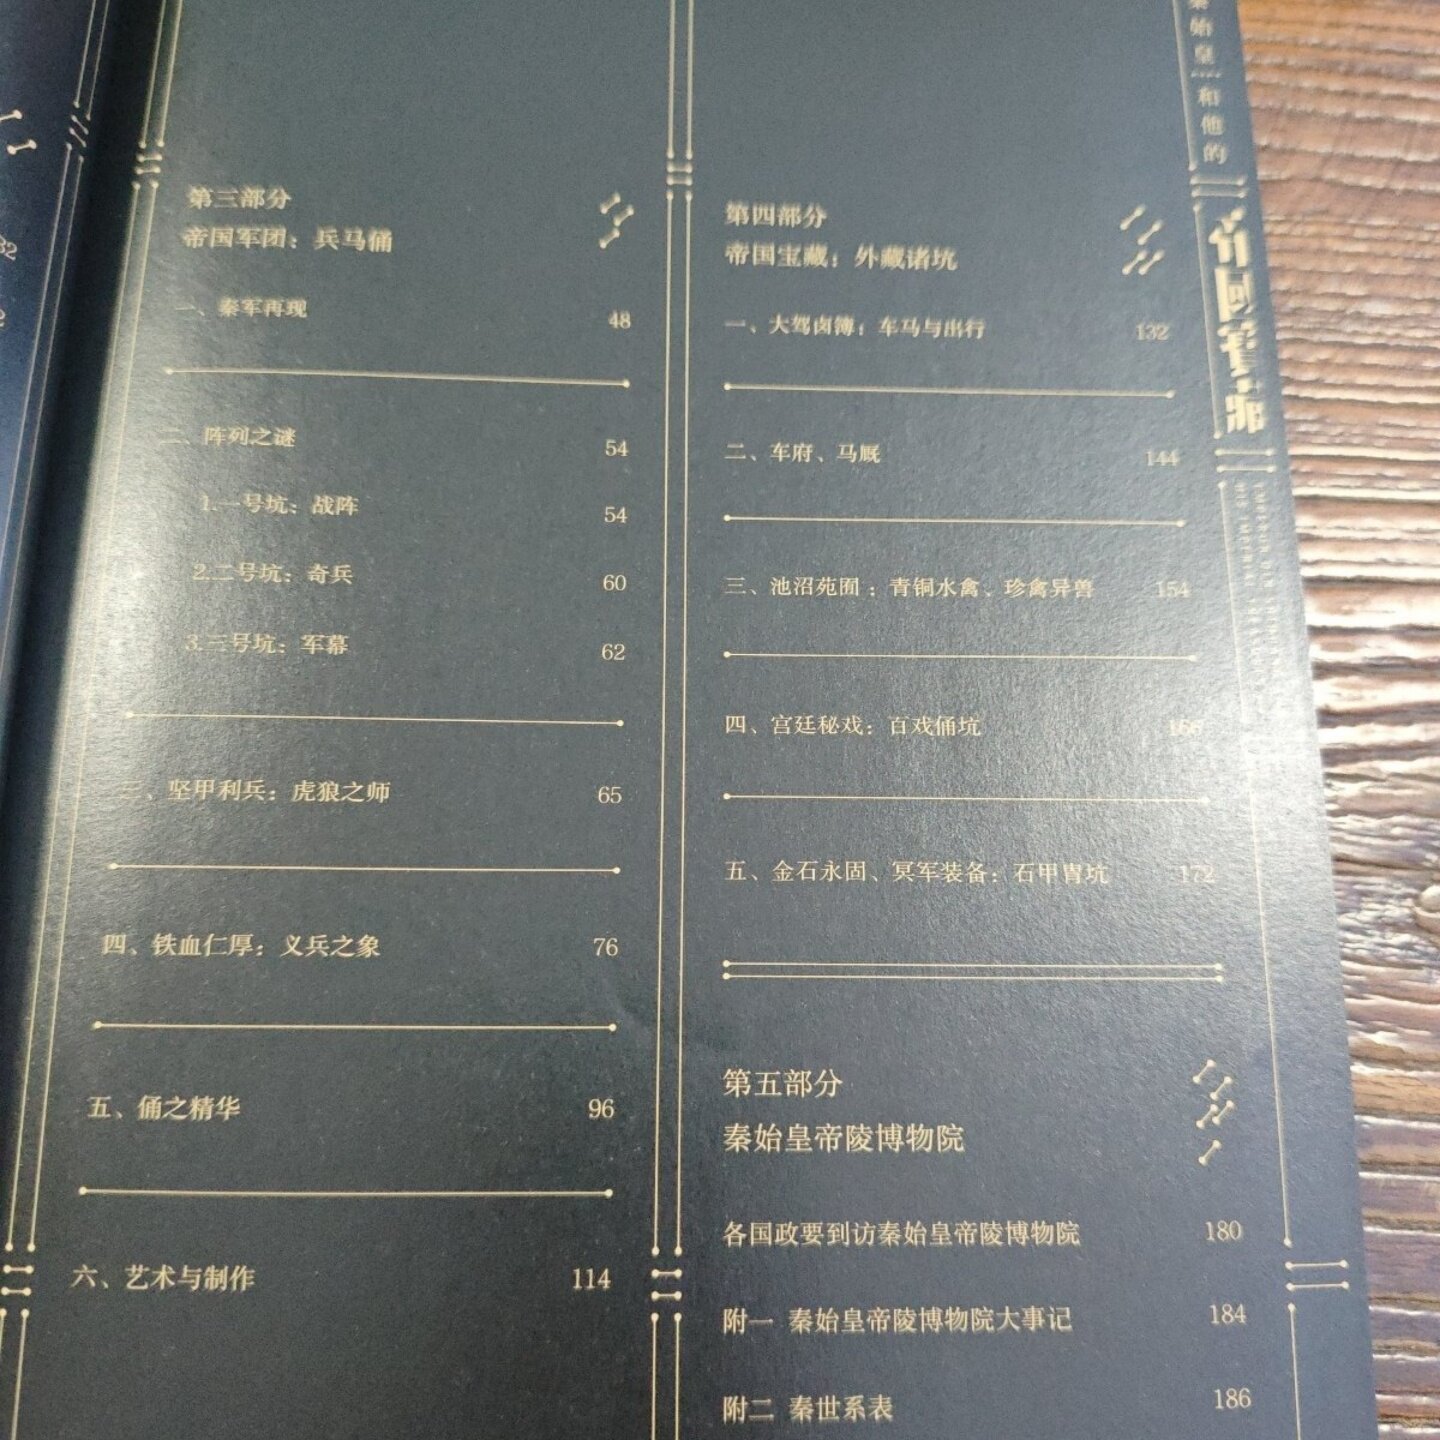 第三部分
帝国军团：兵马俑
一、秦军再现 48
二、阵列之谜 54
1.一号坑：战阵 54
2.二号坑：奇兵 60
3.三号坑：军幕 62
三、坚甲利兵：虎狼之师 65
四、铁血仁厚：义兵之象 76
五、俑之精华 96
六、艺术与制作 114
第四部分
帝国宝藏：外藏诸坑
一、大驾卤簿：车马与出行 132
二、车府、马厩 144
三、池沼苑囿：青铜水禽、珍禽异兽 154
四、宫廷秘戏：百戏俑坑
五、金石永固、冥军装备：石甲胄坑 172
第五部分
秦始皇帝陵博物院
各国政要到访秦始皇帝陵博物院 180
附一 秦始皇帝陵博物院大事记 184
附二 秦世系表 186
秦始皇 和他的